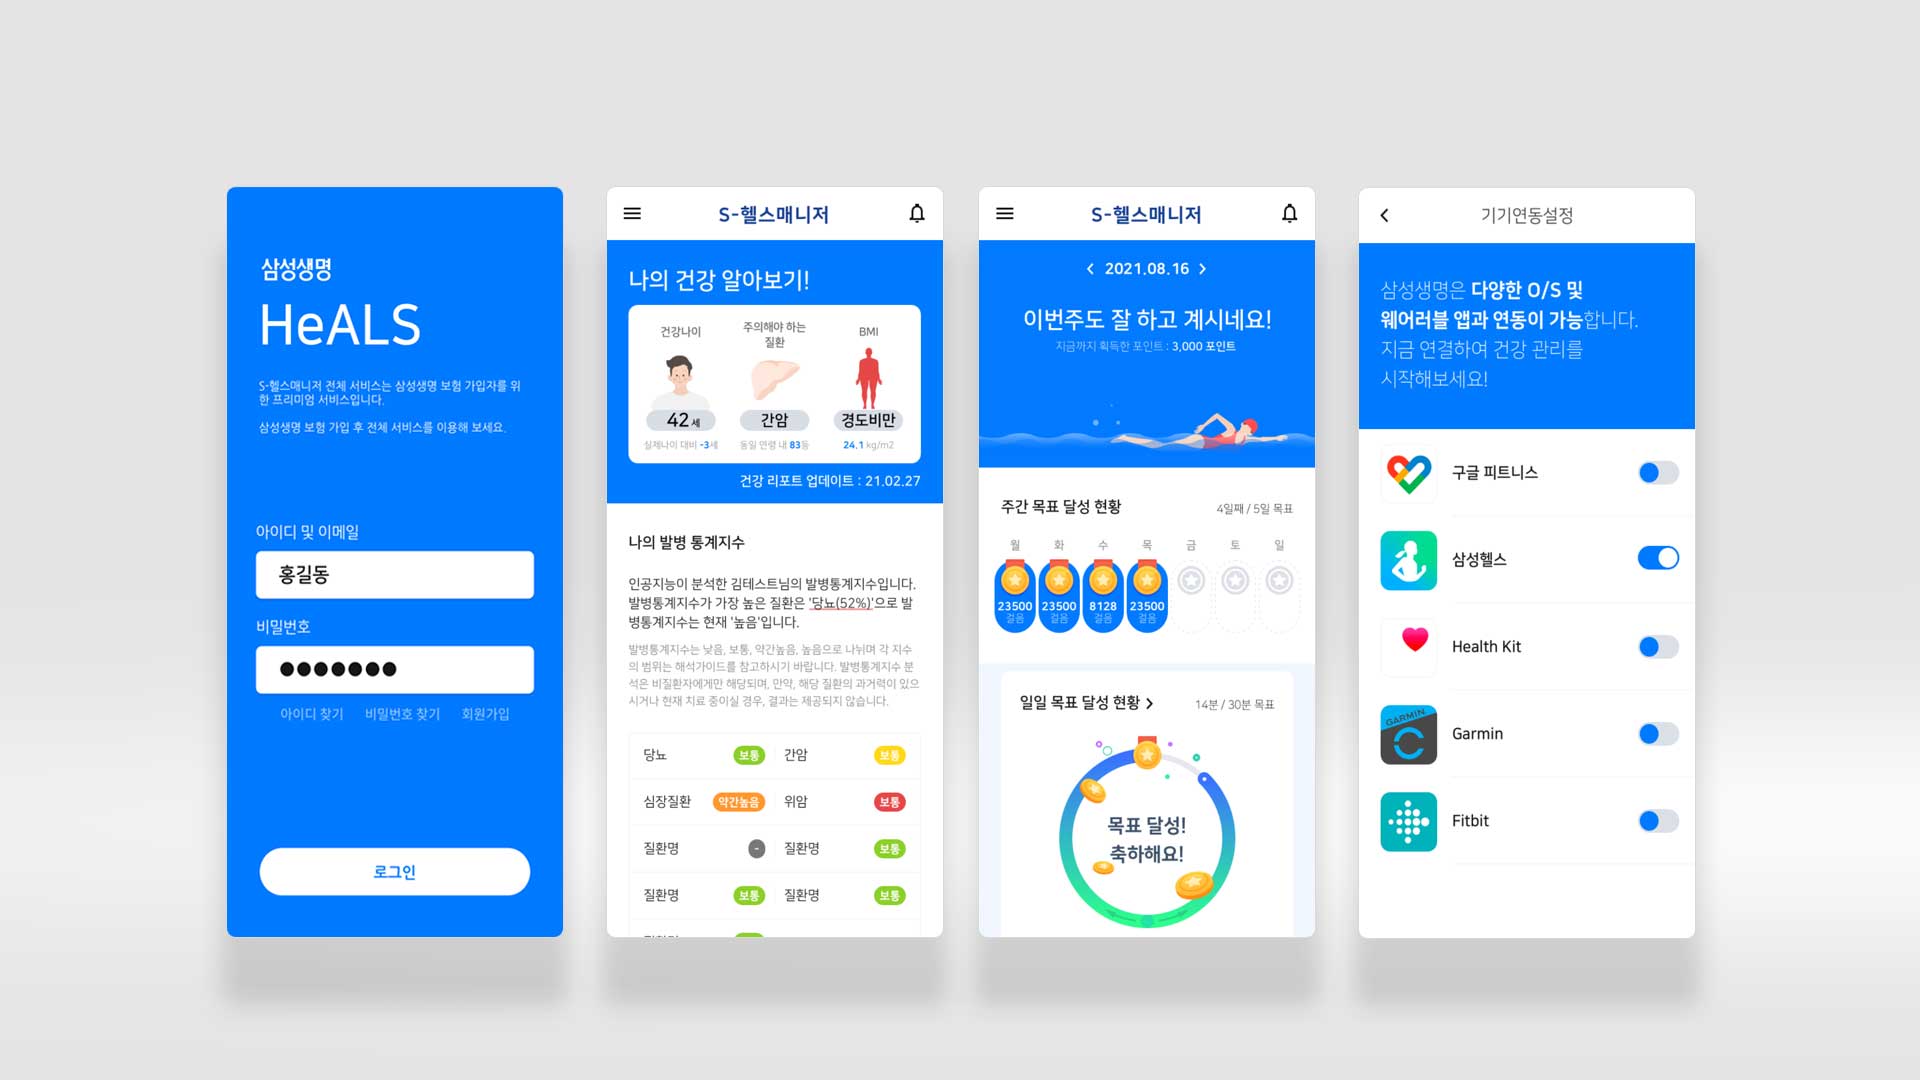 삼성생명
HeALS
S-헬스매니저 전체 서비스는 삼성생명 보험 가입자를 위
한 프리미엄 서비스입니다.
삼성생명 보험 가입 후 전체 서비스를 이용해 보세요.
아이디 및 이메일
홍길동
비밀번호
아이디 찾기
비밀번호 찾기
회원가입
로그인
S-헬스매니저
나의 건강 알아보기!
건강나이
주의해야 하는
질환
BMI
42 세
간암
경도비만
실제나이 대비 -3세
동일 연령 내 83등
24.1 kg/m2
건강 리포트 업데이트 : 21.02.27
나의 발병 통계지수
인공지능이 분석한 김테스트님의 발병통계지수입니다.
발병통계지수가 가장 높은 질환은 '당뇨(52%)'으로 발
병통계지수는 현재 '높음'입니다.
발병통계지수는 낮음, 보통, 약간높음, 높음으로 나뉘며 각 지수
의 범위는 해석가이드를 참고하시기 바랍니다. 발병통계지수 분
석은 비질환자에게만 해당되며, 만약, 해당 질환의 과거력이 있으
시거나 현재 치료 중이실 경우, 결과는 제공되지 않습니다.
당뇨 보통 간암 보통
심장질환 약간높음 위암 보통
질환명 - 질환명 보통
질환명 보통 질환명 보통
S-헬스매니저
2021.08.16
이번주도 잘 하고 계시네요!
지금까지 획득한 포인트 : 3,000 포인트
주간 목표 달성 현황
4일째 / 5일 목표
월 화 수 목 금 토 일
23500 23500 8128 23500
걸음 걸음 걸음 걸음
일일 목표 달성 현황
14분 / 30분 목표
목표 달성!
축하해요!
기기연동설정
삼성생명은 다양한 O/S 및
웨어러블 앱과 연동이 가능합니다.
지금 연결하여 건강 관리를
시작해보세요!
구글 피트니스
삼성헬스
Health Kit
GARMIN
Garmin
Fitbit